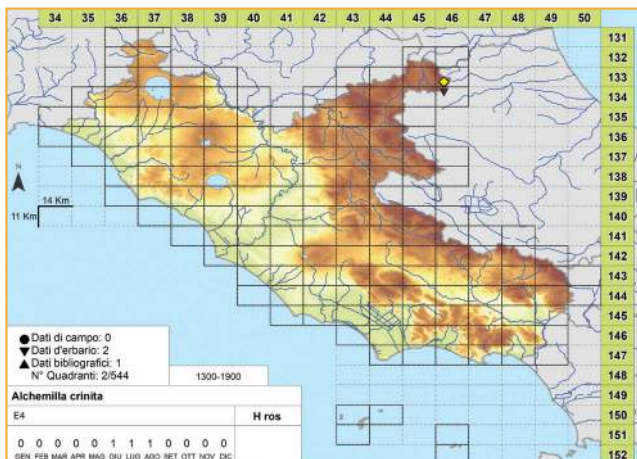 34 35 36 37 38 39 40 41 42 43 44 45 46 47 48 49 50
131
132
133
134
135
136
137
138
139
140
141
142
143
144
145
146
147
148
149
150
151
152
N
14 Km
11 Km
Dati di campo: 0
Dati d'erbario: 2
Dati bibliografici: 1
N° Quadranti: 2/544
1300-1900
Alchemilla crinita
E4
H ros
0 0 0 0 0 1 1 1 0 0 0 0
GEN FEB MAR APR MAG GIU LUG AGO SET OTT NOV DIC